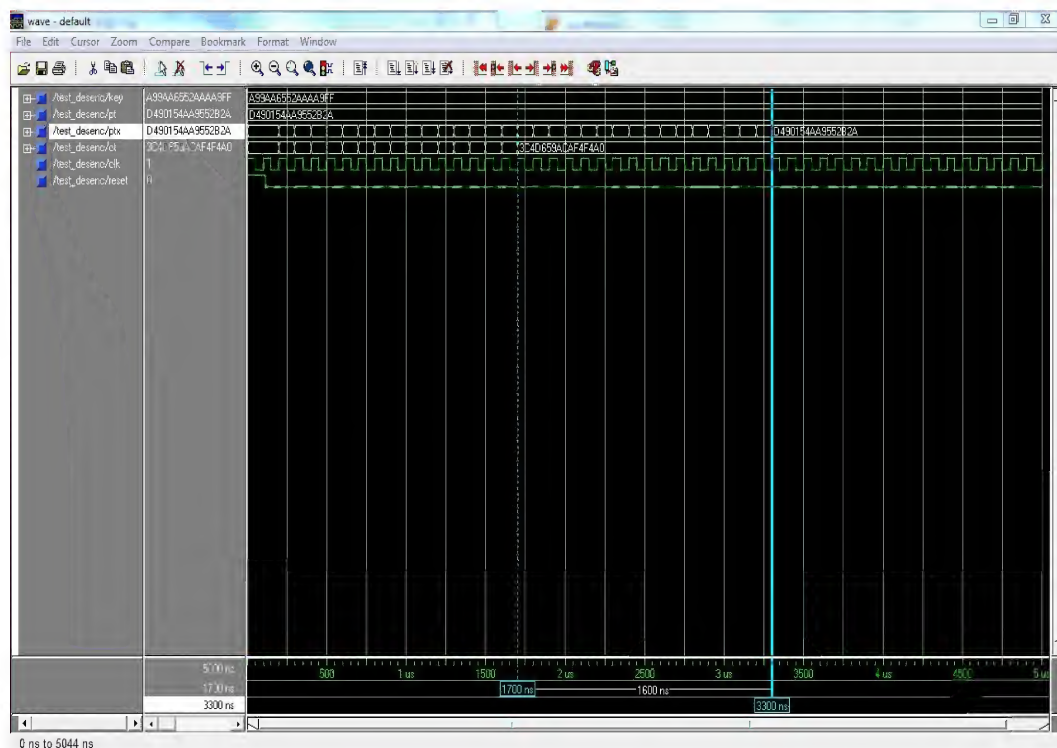 wave - default
File Edit Cursor Zoom Compare Bookmark Format Window
/test_desenc/key A99AA6552AAAA9FF A99AA6552AAAA9FF
/test_desenc/pt D490154AA9552B2A D490154AA9552B2A
/test_desenc/ptx D490154AA9552B2A D490154AA9552B2A
/test_desenc/ct 3C4D659ACAF4F4A0
/test_desenc/clk 1
/test_desenc/reset 0
5000 ns 500 1 us 1500 2 us 2500 3 us 3500 4 us 4500 5 us
1700 ns 1700 ns 1600 ns
3300 ns 3300 ns
0 ns to 5044 ns